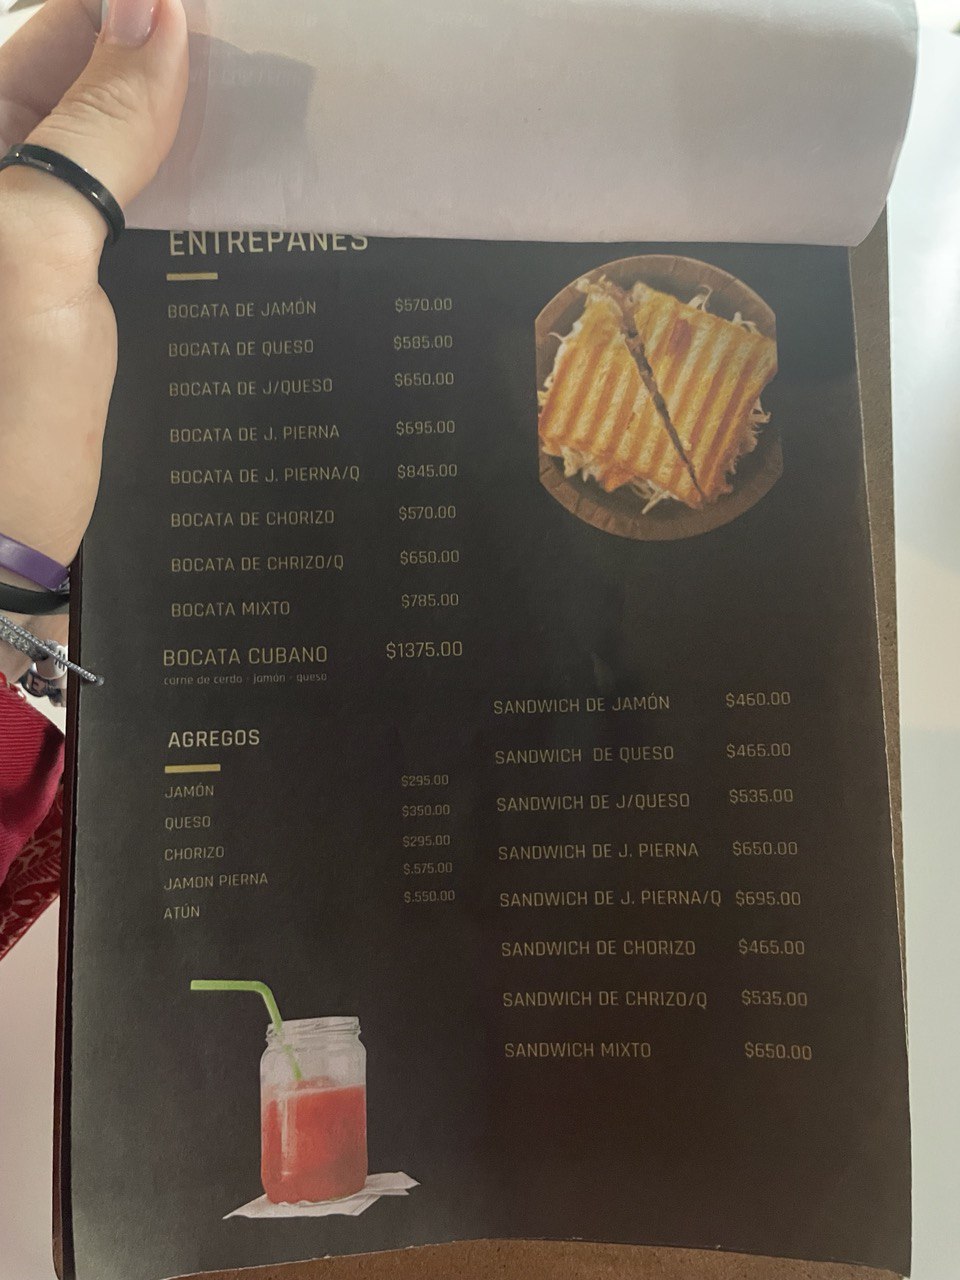 ENTREPANES
BOCATA DE JAMÓN $570.00
BOCATA DE QUESO $585.00
BOCATA DE J/QUESO $650.00
BOCATA DE J. PIERNA $695.00
BOCATA DE J. PIERNA/Q $845.00
BOCATA DE CHORIZO $570.00
BOCATA DE CHRIZO/Q $650.00
BOCATA MIXTO $785.00
BOCATA CUBANO $1375.00
carne de cerdo - jamón - queso
AGREGOS
JAMÓN $295.00
QUESO $350.00
CHORIZO $295.00
JAMON PIERNA $.575.00
ATÚN $.550.00
SANDWICH DE JAMÓN $460.00
SANDWICH DE QUESO $465.00
SANDWICH DE J/QUESO $535.00
SANDWICH DE J. PIERNA $650.00
SANDWICH DE J. PIERNA/Q $695.00
SANDWICH DE CHORIZO $465.00
SANDWICH DE CHRIZO/Q $535.00
SANDWICH MIXTO $650.00